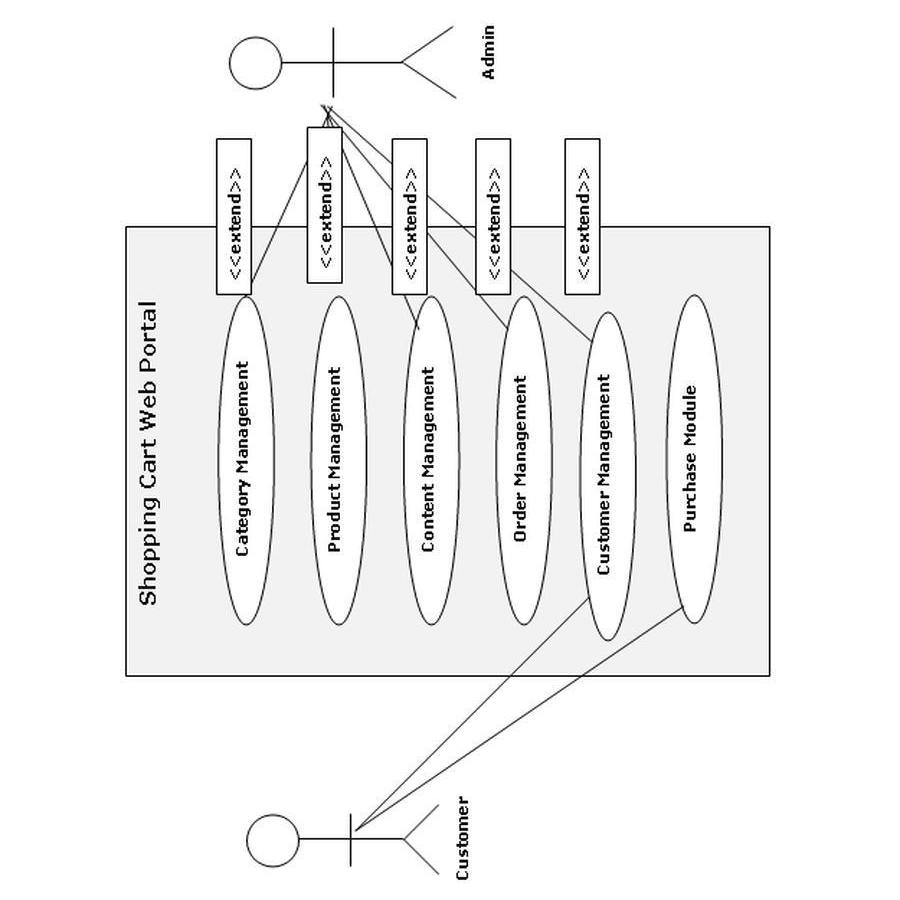 Shopping Cart Web Portal
Category Management
<<extend>>
Product Management
<<extend>>
Content Management
<<extend>>
Order Management
<<extend>>
Customer Management
<<extend>>
Purchase Module
Customer
Admin